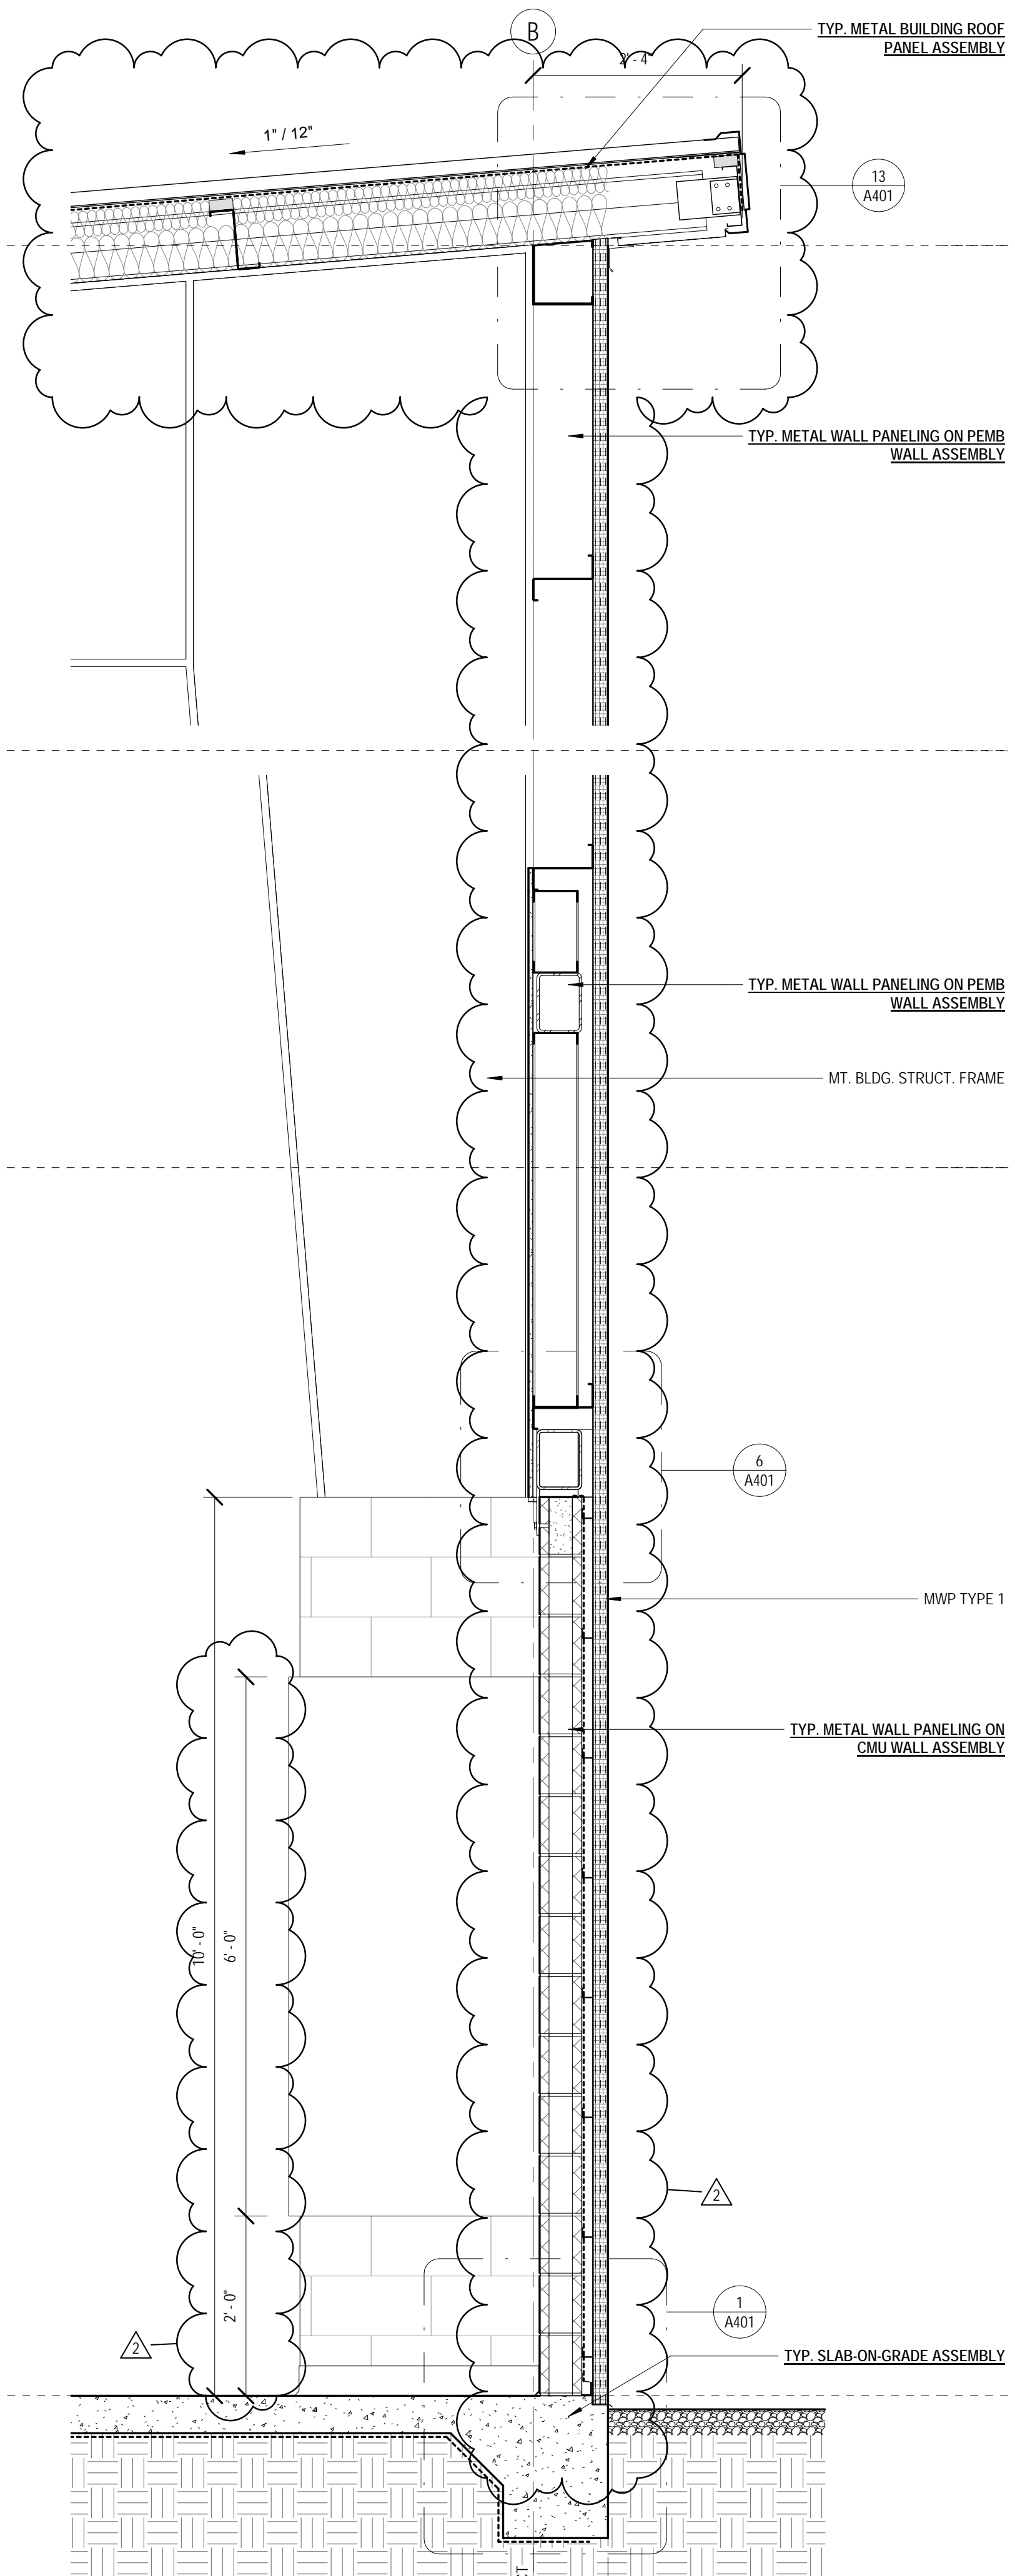 B
TYP. METAL BUILDING ROOF
PANEL ASSEMBLY
2' - 4"
1" / 12"
13
A401
TYP. METAL WALL PANELING ON PEMB
WALL ASSEMBLY
TYP. METAL WALL PANELING ON PEMB
WALL ASSEMBLY
MT. BLDG. STRUCT. FRAME
6
A401
MWP TYPE 1
TYP. METAL WALL PANELING ON
CMU WALL ASSEMBLY
10' - 0"
6' - 0"
2
2' - 0"
1
A401
2
TYP. SLAB-ON-GRADE ASSEMBLY